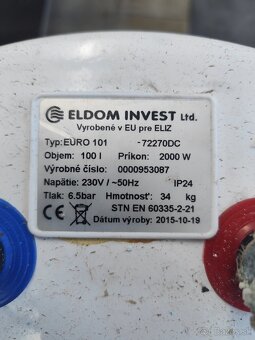 ELDOM INVEST Ltd.
Vyrobené v EU pre ELIZ
Typ: EURO 101 -72270DC
Objem: 100 l Príkon: 2000 W
Výrobné číslo: 0000953087
Napätie: 230V / ~50Hz IP24
Tlak: 6.5bar Hmotnosť: 34 kg
CE STN EN 60335-2-21
Dátum výroby: 2015-10-19